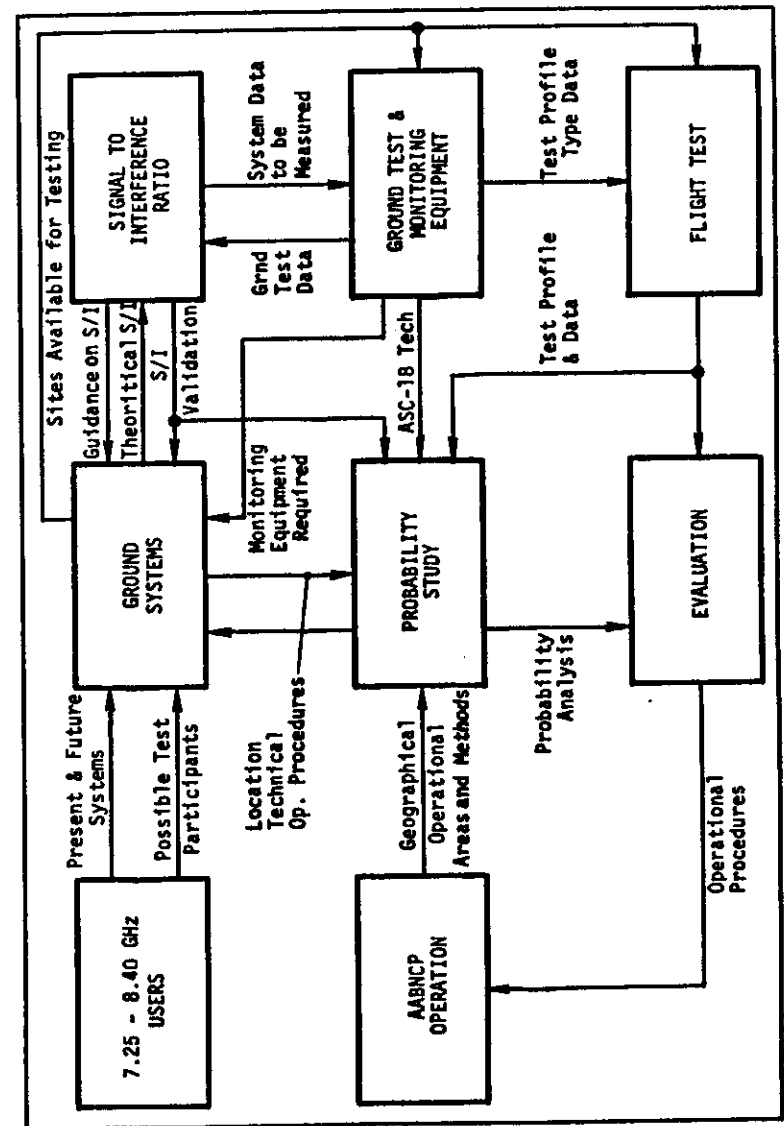 7.25 - 8.40 GHz
USERS
Present & Future
Systems
Possible Test
Participants
GROUND
SYSTEMS
Sites Available for Testing
Guidance on S/I
Theoritical S/I
S/I
Validation
SIGNAL TO
INTERFERENCE
RATIO
Location
Technical
Op. Procedures
Monitoring
Equipment
Required
Grnd
Test
Data
System Data
to be
Measured
AABNCP
OPERATION
Geographical
Operational
Areas and Methods
PROBABILITY
STUDY
ASC-18 Tech
GROUND TEST &
MONITORING
EQUIPMENT
Probability
Analysis
Test Profile
& Data
Test Profile
Type Data
Operational
Procedures
EVALUATION
FLIGHT TEST